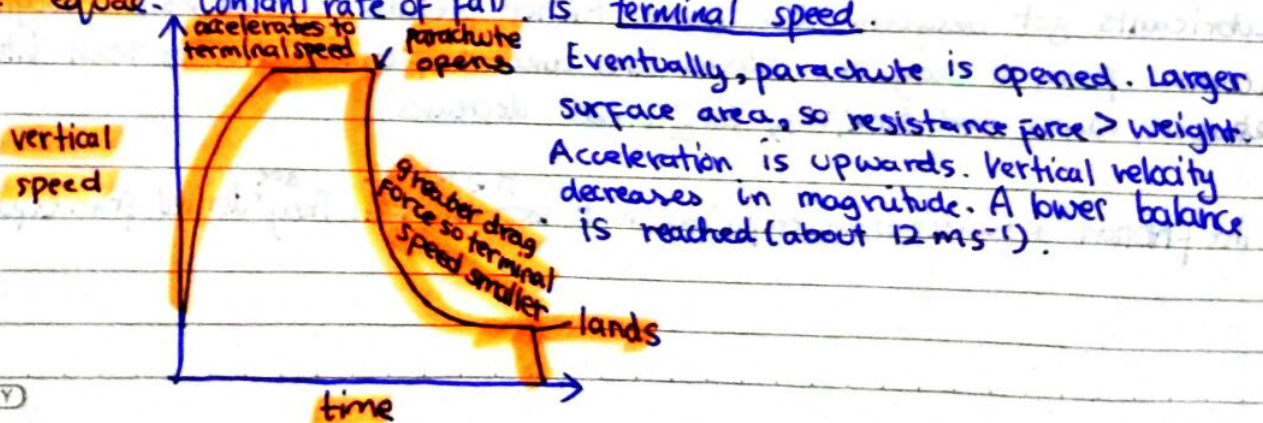 equal. Constant rate of fall is terminal speed.
accelerates to
terminal speed
parachute
opens
Eventually, parachute is opened. Larger
surface area, so resistance force > weight.
Acceleration is upwards. Vertical velocity
decreases in magnitude. A lower balance
is reached (about 12 ms⁻¹).
vertical
speed
greater drag
force so terminal
speed smaller
lands
time